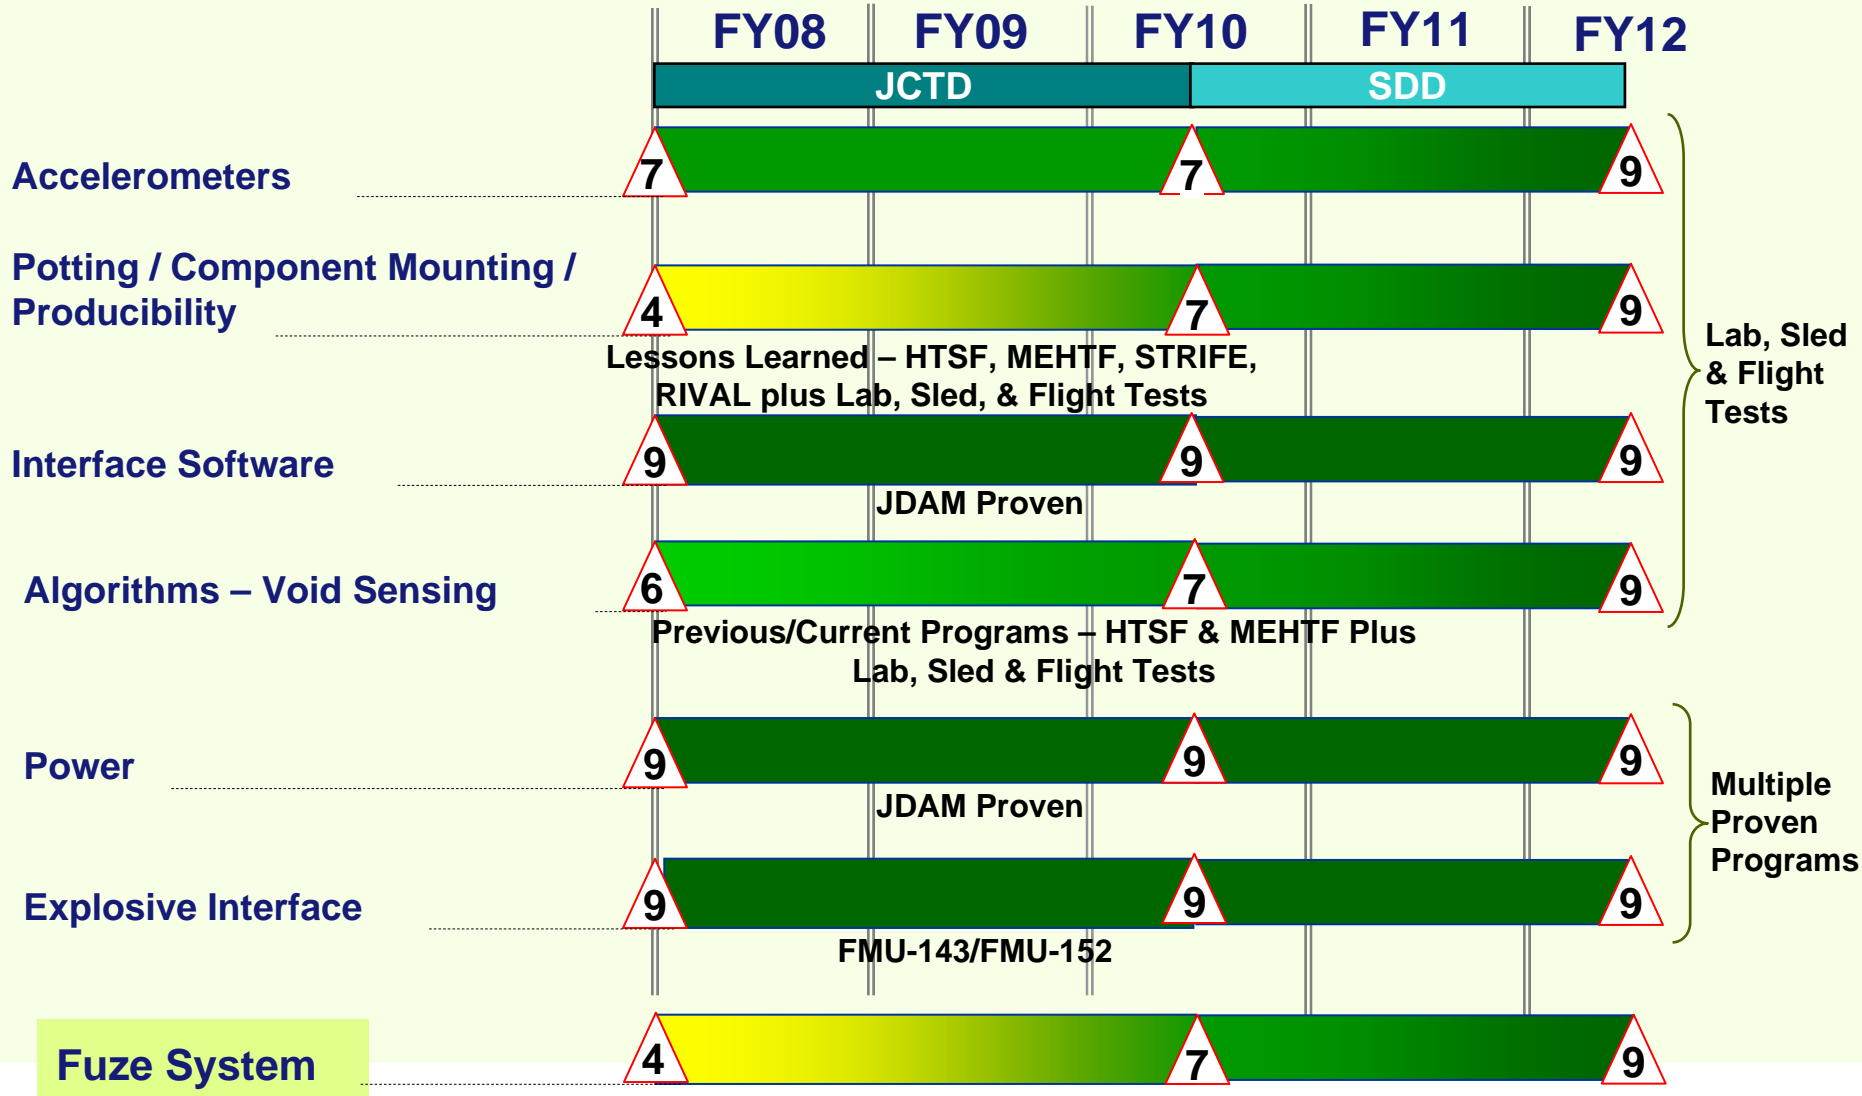 FY08 FY09 FY10 FY11 FY12
JCTD SDD
Accelerometers 7 7 9
Potting / Component Mounting /
Producibility 4 7 9
Lessons Learned – HTSF, MEHTF, STRIFE,
RIVAL plus Lab, Sled, & Flight Tests
Lab, Sled
& Flight
Tests
Interface Software 9 9 9
JDAM Proven
Algorithms – Void Sensing 6 7 9
Previous/Current Programs – HTSF & MEHTF Plus
Lab, Sled & Flight Tests
Power 9 9 9
JDAM Proven
Multiple
Proven
Programs
Explosive Interface 9 9 9
FMU-143/FMU-152
Fuze System 4 7 9